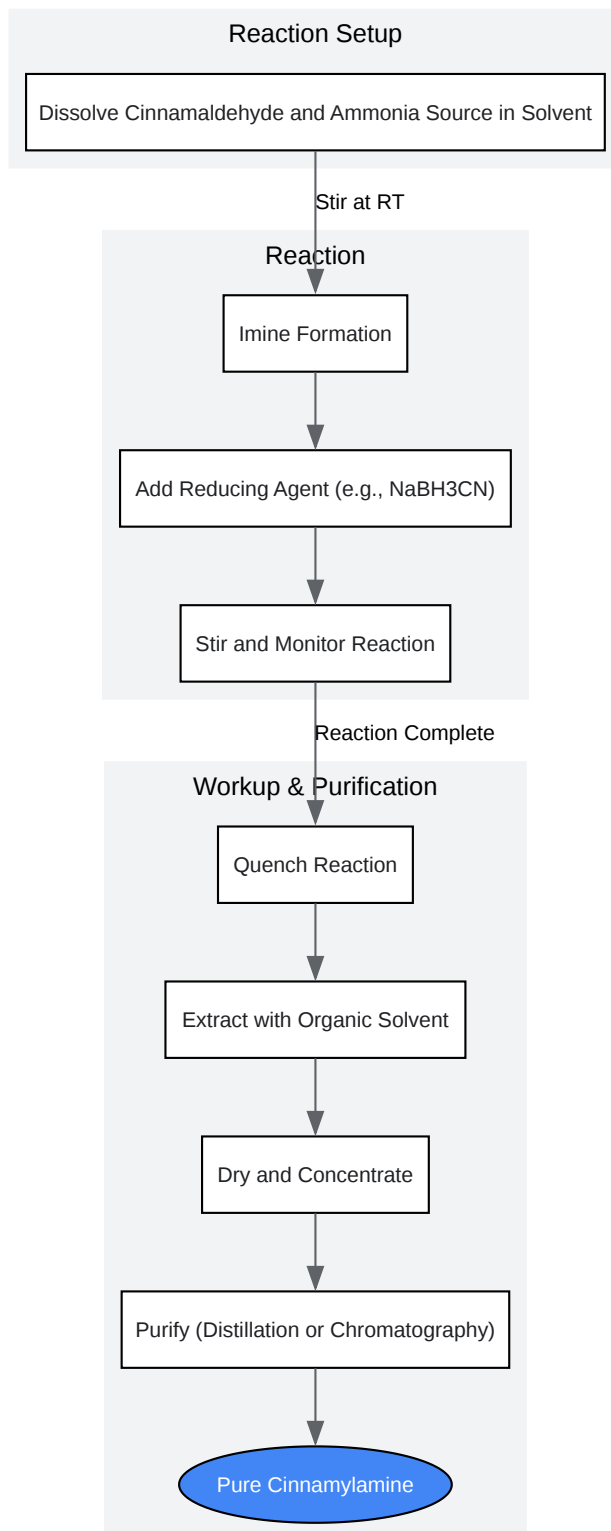 Reaction Setup
Dissolve Cinnamaldehyde and Ammonia Source in Solvent
Stir at RT
Reaction
Imine Formation
Add Reducing Agent (e.g., NaBH3CN)
Stir and Monitor Reaction
Reaction Complete
Workup & Purification
Quench Reaction
Extract with Organic Solvent
Dry and Concentrate
Purify (Distillation or Chromatography)
Pure Cinnamylamine